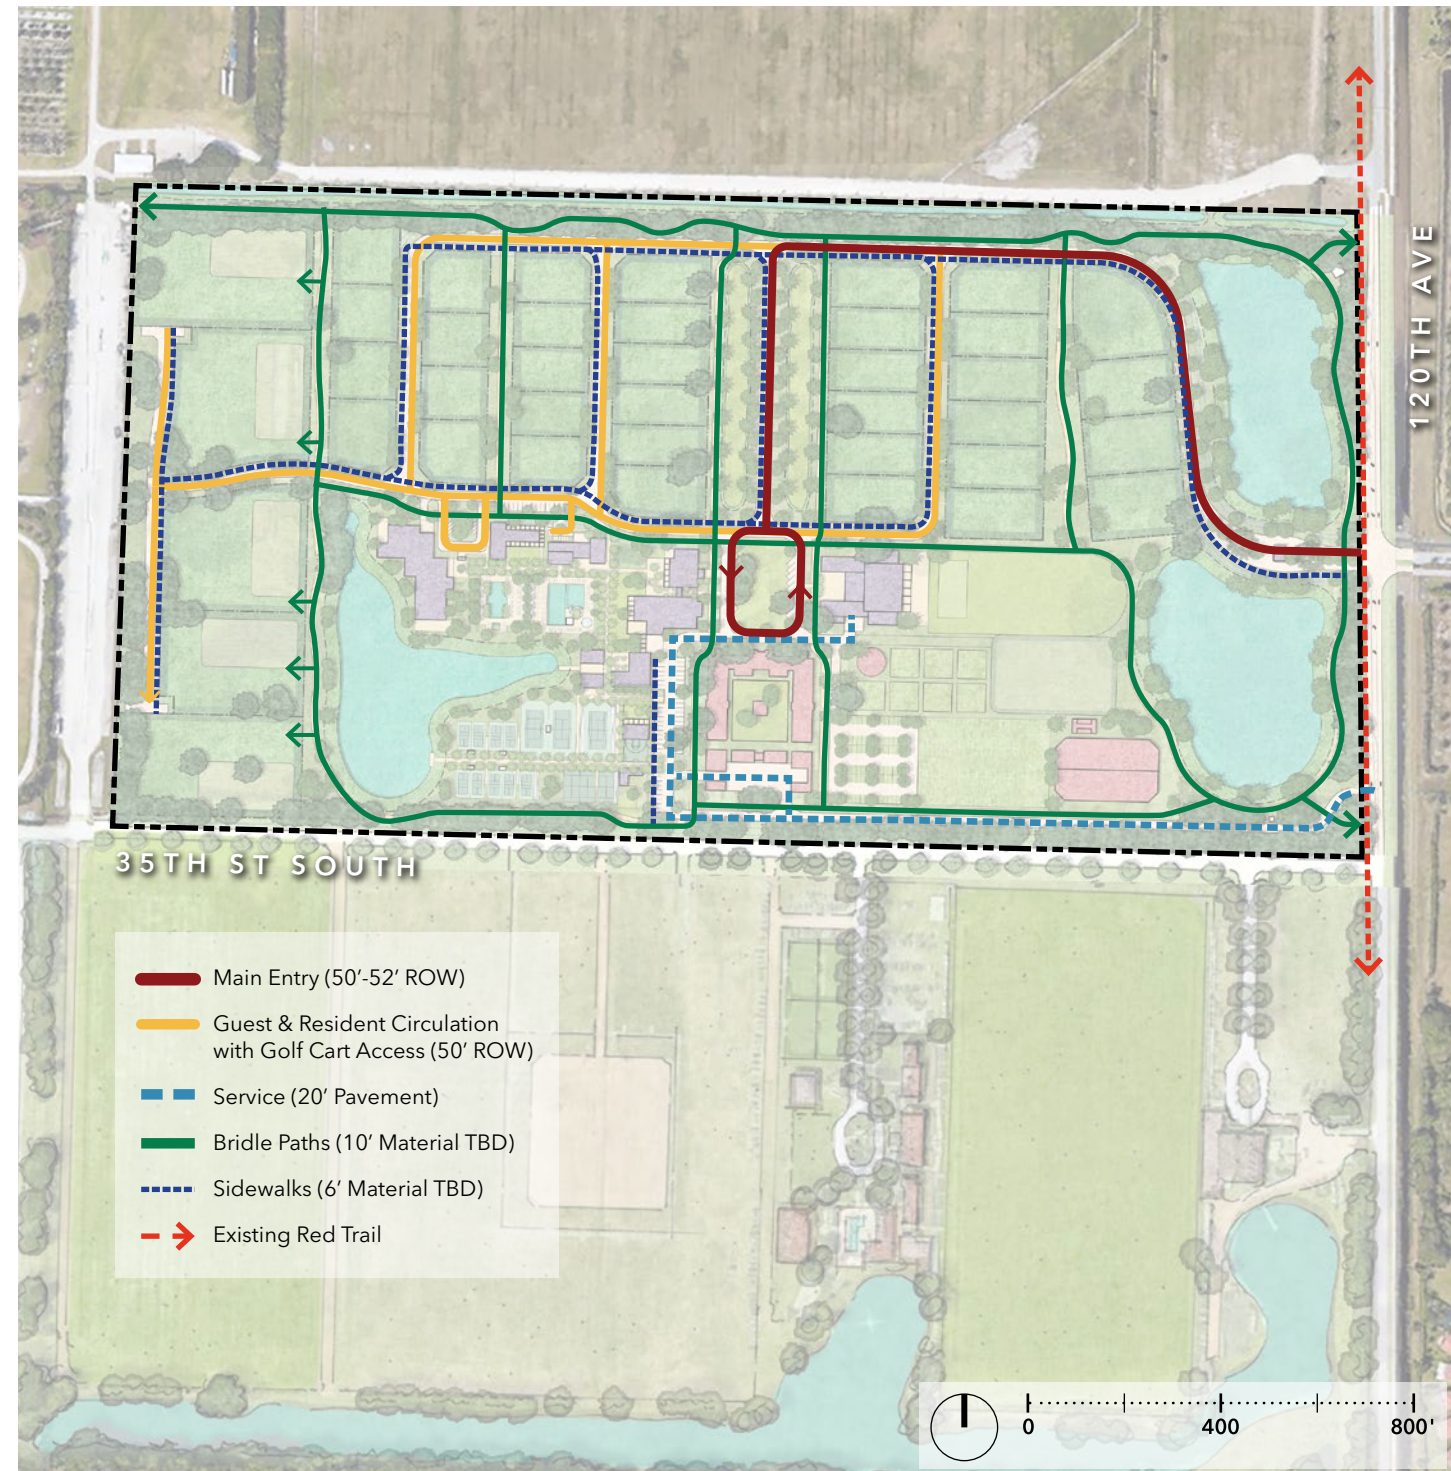 120TH AVE
35TH ST SOUTH
Main Entry (50’-52’ ROW)
Guest & Resident Circulation
with Golf Cart Access (50’ ROW)
Service (20’ Pavement)
Bridle Paths (10’ Material TBD)
Sidewalks (6’ Material TBD)
Existing Red Trail
0 400 800'